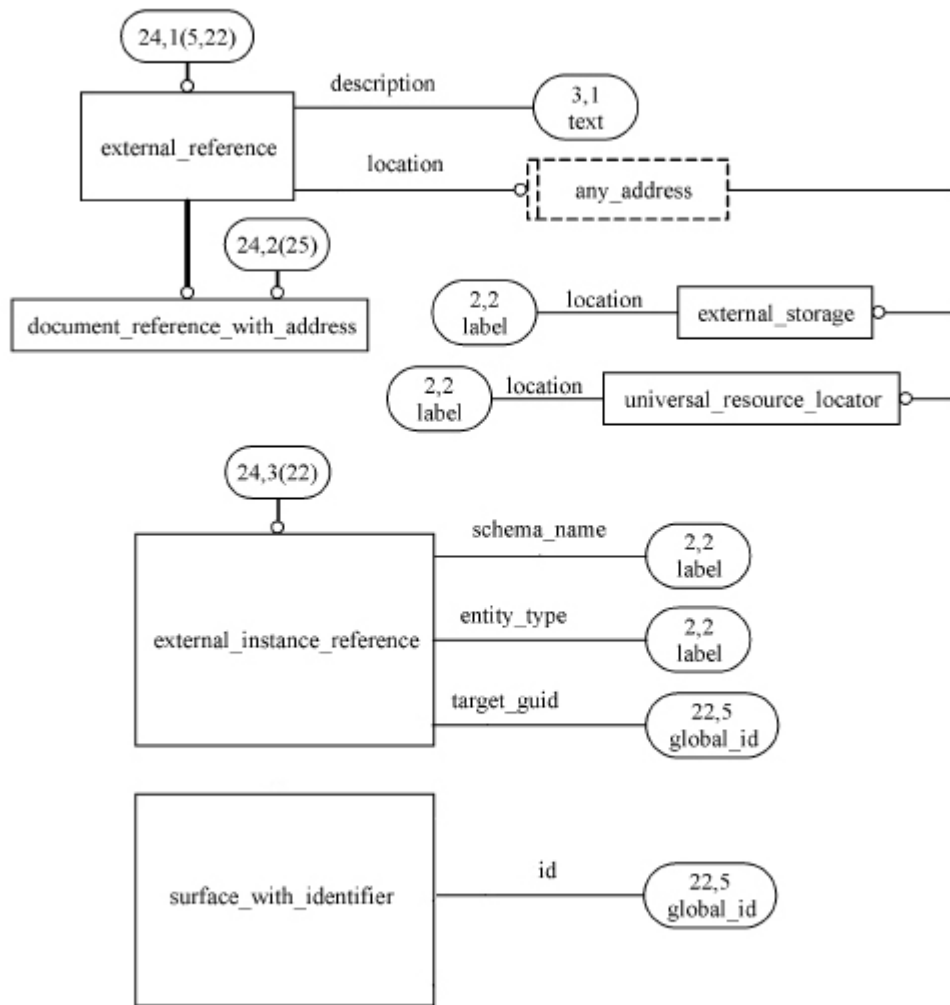 24,1(5,22)
description
3,1
text
external_reference
location
any_address
24,2(25)
document_reference_with_address
2,2
label
location
external_storage
2,2
label
location
universal_resource_locator
24,3(22)
schema_name
2,2
label
entity_type
2,2
label
external_instance_reference
target_guid
22,5
global_id
id
surface_with_identifier
22,5
global_id